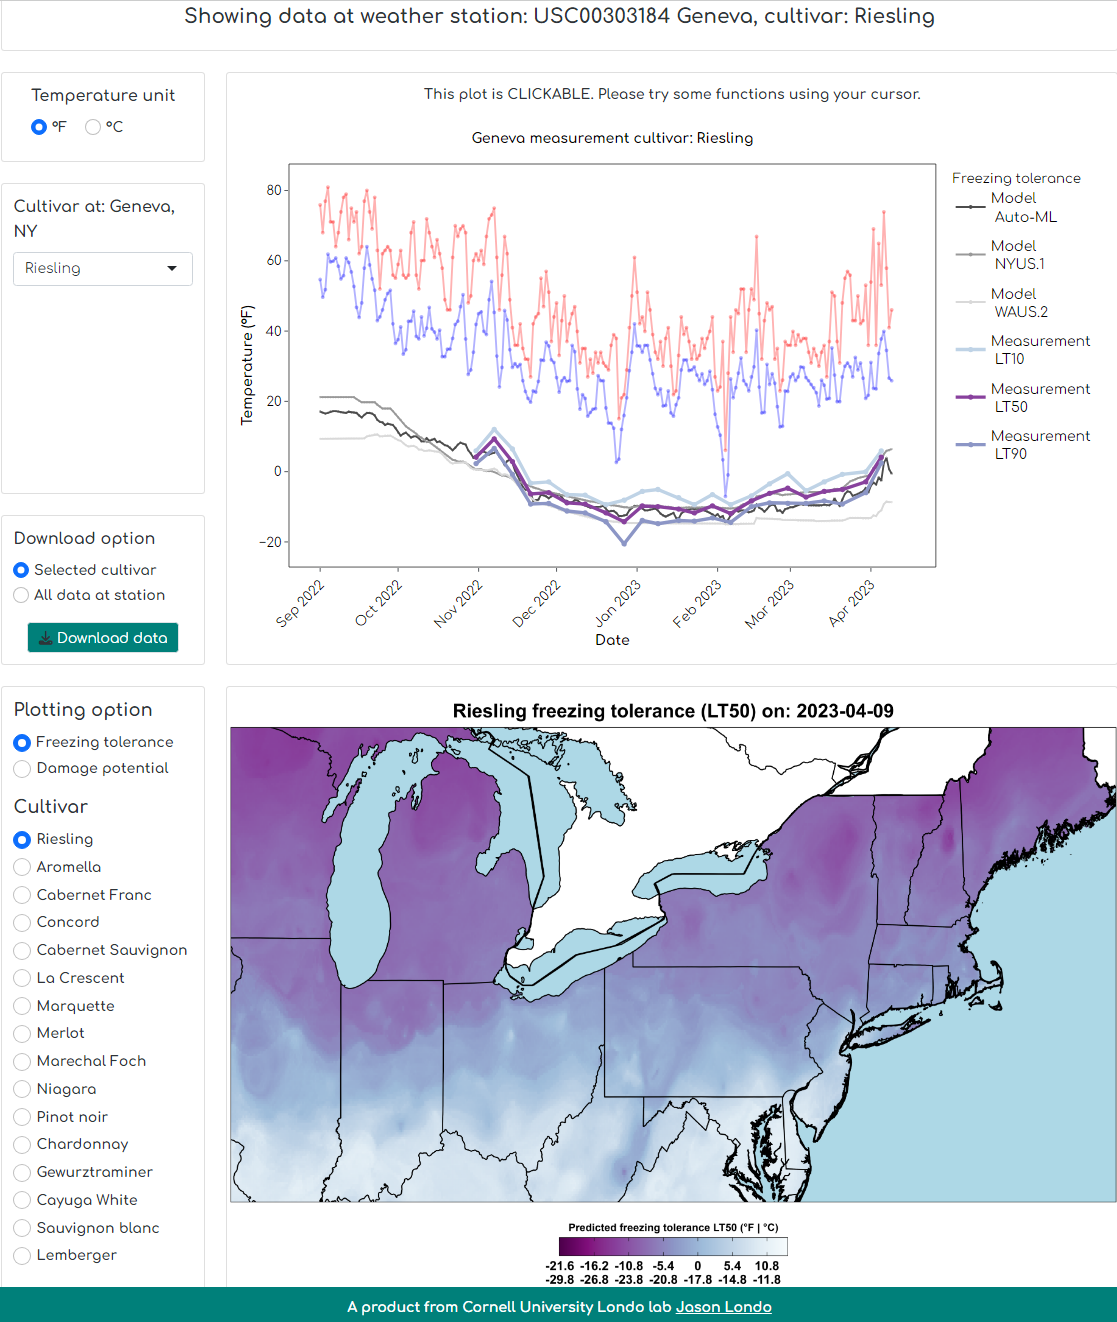 Showing data at weather station: USC00303184 Geneva, cultivar: Riesling
Temperature unit
ºF ºC
Cultivar at: Geneva,
NY
Riesling
Download option
Selected cultivar
All data at station
Download data
This plot is CLICKABLE. Please try some functions using your cursor.
Geneva measurement cultivar: Riesling
Temperature (ºF)
80
60
40
20
0
−20
Sep 2022
Oct 2022
Nov 2022
Dec 2022
Jan 2023
Feb 2023
Mar 2023
Apr 2023
Date
Freezing tolerance
Model
Auto-ML
Model
NYUS.1
Model
WAUS.2
Measurement
LT10
Measurement
LT50
Measurement
LT90
Plotting option
Freezing tolerance
Damage potential
Cultivar
Riesling
Aromella
Cabernet Franc
Concord
Cabernet Sauvignon
La Crescent
Marquette
Merlot
Marechal Foch
Niagara
Pinot noir
Chardonnay
Gewurztraminer
Cayuga White
Sauvignon blanc
Lemberger
Riesling freezing tolerance (LT50) on: 2023-04-09
Predicted freezing tolerance LT50 (°F | °C)
-21.6 -16.2 -10.8 -5.4 0 5.4 10.8
-29.8 -26.8 -23.8 -20.8 -17.8 -14.8 -11.8
A product from Cornell University Londo lab Jason Londo